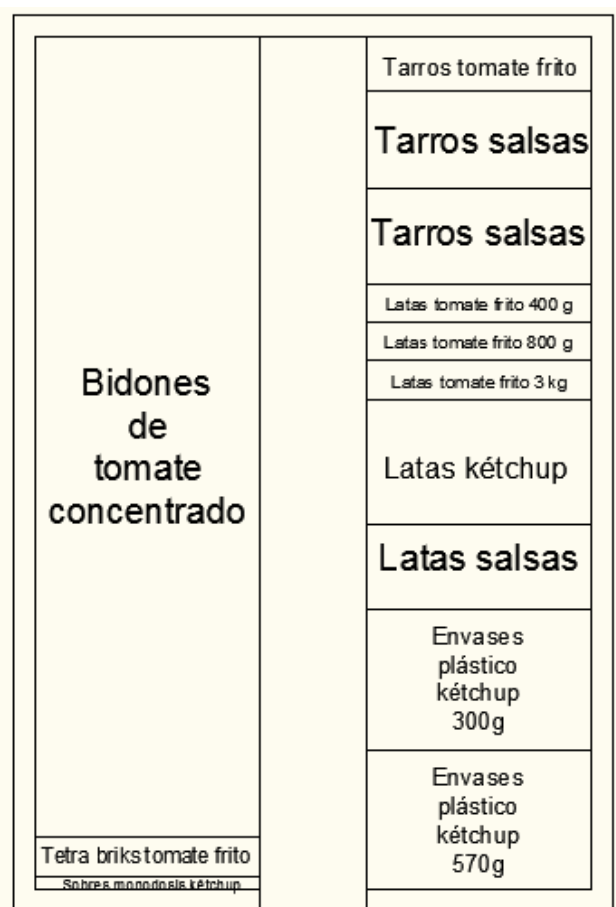 Bidones
de
tomate
concentrado
Tetra briks tomate frito
Sobres monodosis kétchup
Tarros tomate frito
Tarros salsas
Tarros salsas
Latas tomate frito 400 g
Latas tomate frito 800 g
Latas tomate frito 3 kg
Latas kétchup
Latas salsas
Envases
plástico
kétchup
300g
Envases
plástico
kétchup
570g